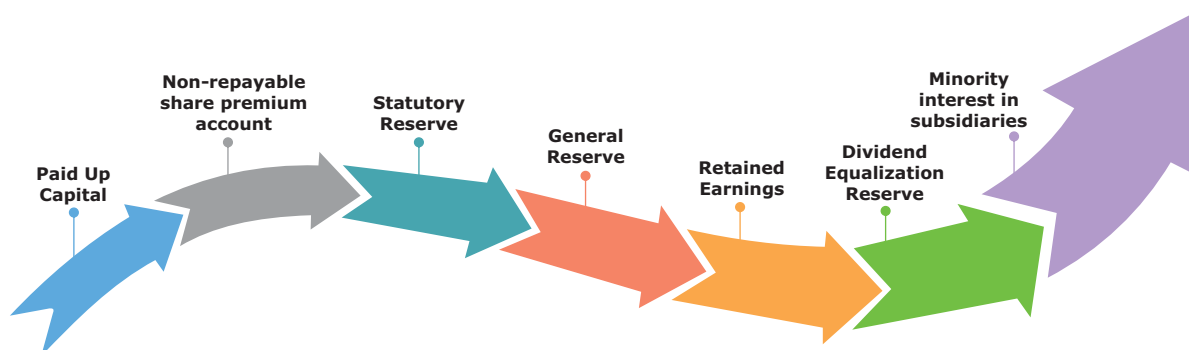 Paid Up
Capital
Non-repayable
share premium
account
Statutory
Reserve
General
Reserve
Retained
Earnings
Dividend
Equalization
Reserve
Minority
interest in
subsidiaries